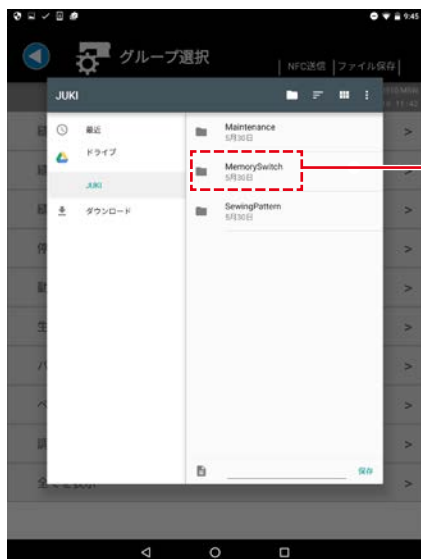 9:45
グループ選択
NFC送信
ファイル保存
JUKI
最近
ドライブ
JUKI
ダウンロード
Maintenance
5月30日
MemorySwitch
5月30日
SewingPattern
5月30日
保存